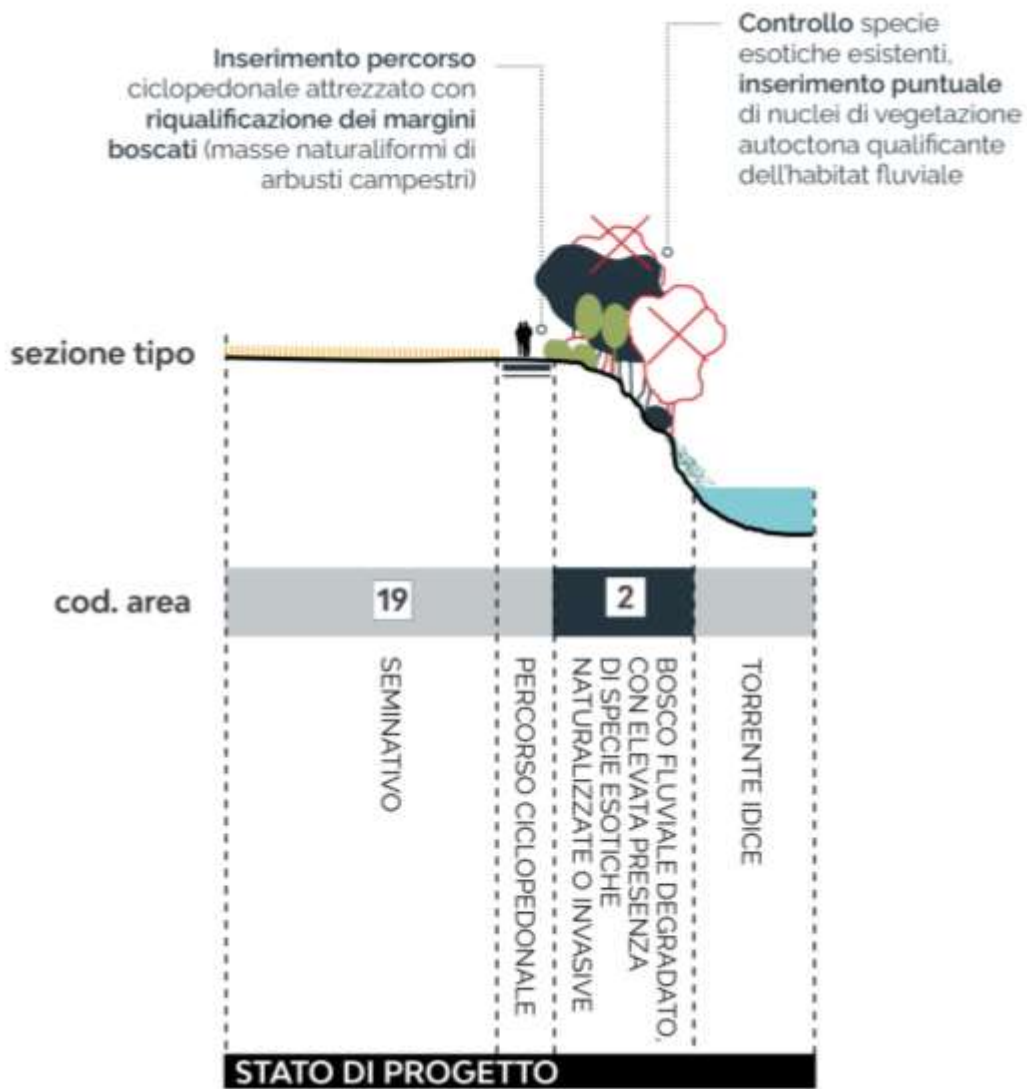 Inserimento percorso
ciclopedonale attrezzato con
riqualificazione dei margini
boscati (masse naturaliformi di
arbusti campestri)
Controllo specie
esotiche esistenti,
inserimento puntuale
di nuclei di vegetazione
autoctona qualificante
dell'habitat fluviale
sezione tipo
cod. area
19
2
SEMINATIVO
PERCORSO CICLOPEDONALE
BOSCO FLUVIALE DEGRADATO,
CON ELEVATA PRESENZA
DI SPECIE ESOTICHE
NATURALIZZATE O INVASIVE
TORRENTE IDICE
STATO DI PROGETTO